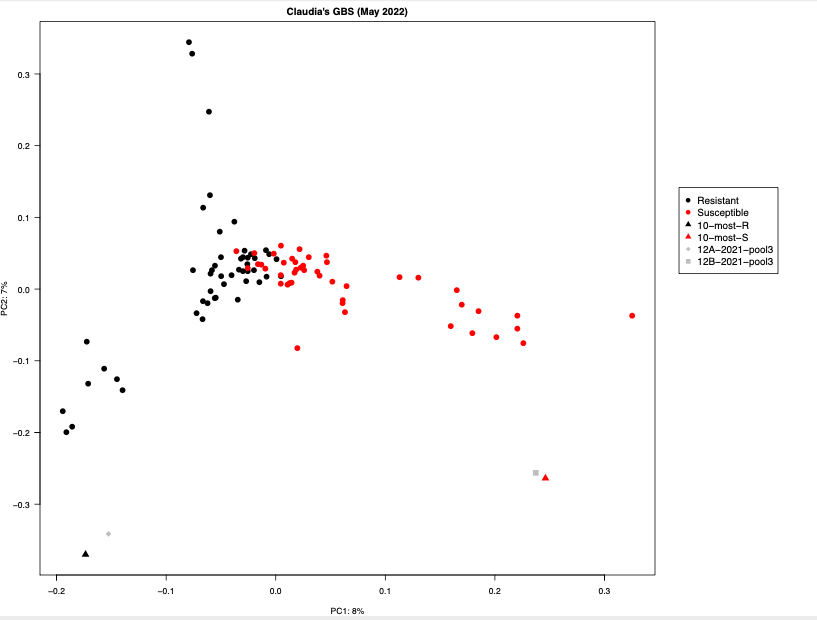 Claudia's GBS (May 2022)
0.3
0.2
0.1
0.0
−0.1
−0.2
−0.3
PC2: 7%
−0.2
−0.1
0.0
0.1
0.2
0.3
PC1: 8%
Resistant
Susceptible
10−most−R
10−most−S
12A−2021−pool3
12B−2021−pool3